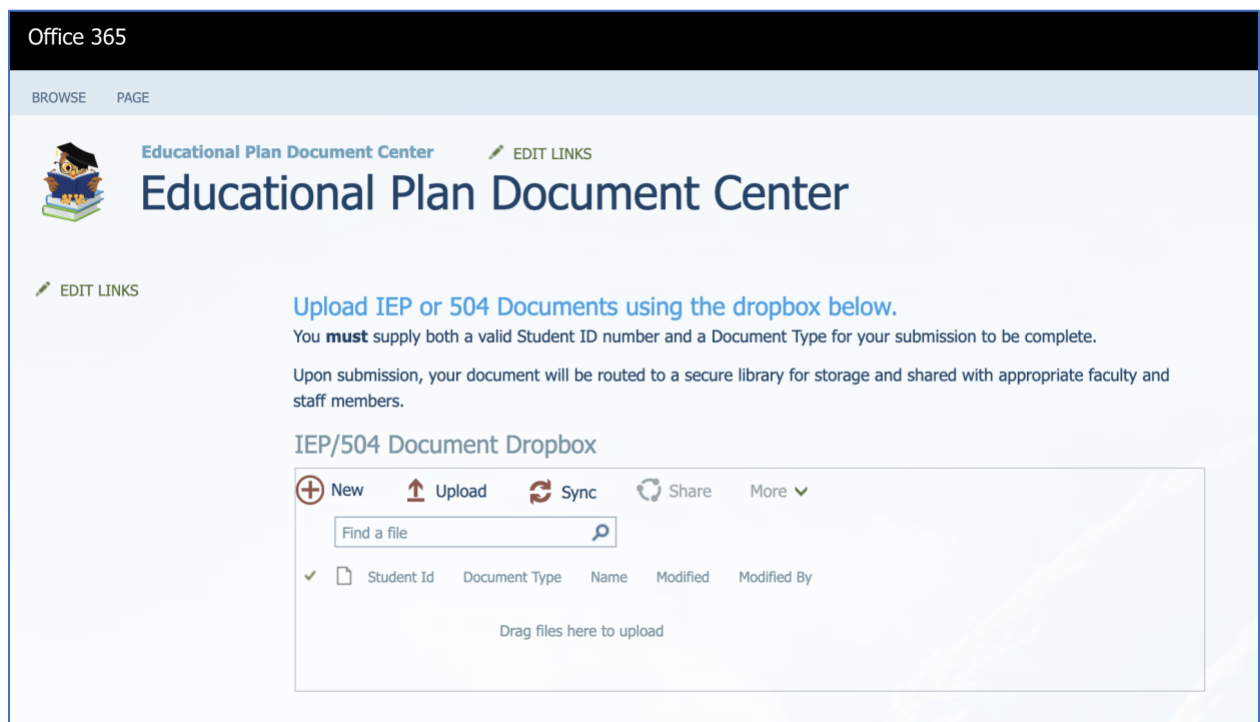 Office 365
BROWSE PAGE
Educational Plan Document Center EDIT LINKS
Educational Plan Document Center
EDIT LINKS
Upload IEP or 504 Documents using the dropbox below.
You must supply both a valid Student ID number and a Document Type for your submission to be complete.
Upon submission, your document will be routed to a secure library for storage and shared with appropriate faculty and
staff members.
IEP/504 Document Dropbox
New Upload Sync Share More
Find a file
Student Id Document Type Name Modified Modified By
Drag files here to upload